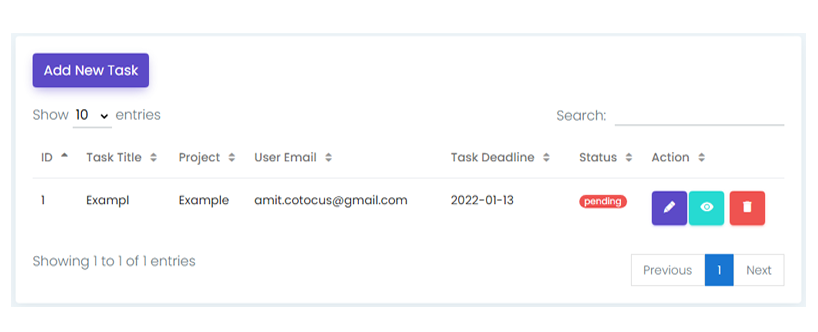 Add New Task
Show 10 entries Search:
ID Task Title Project User Email Task Deadline Status Action
1 Exampl Example amit.cotocus@gmail.com 2022-01-13 pending
Showing 1 to 1 of 1 entries Previous 1 Next